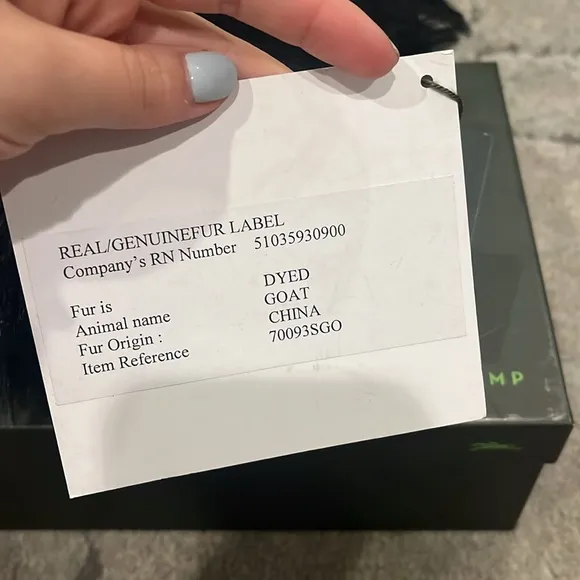 REAL/GENUINEFUR LABEL
Company's RN Number 51035930900
Fur is DYED
Animal name GOAT
Fur Origin : CHINA
Item Reference 70093SGO
MP